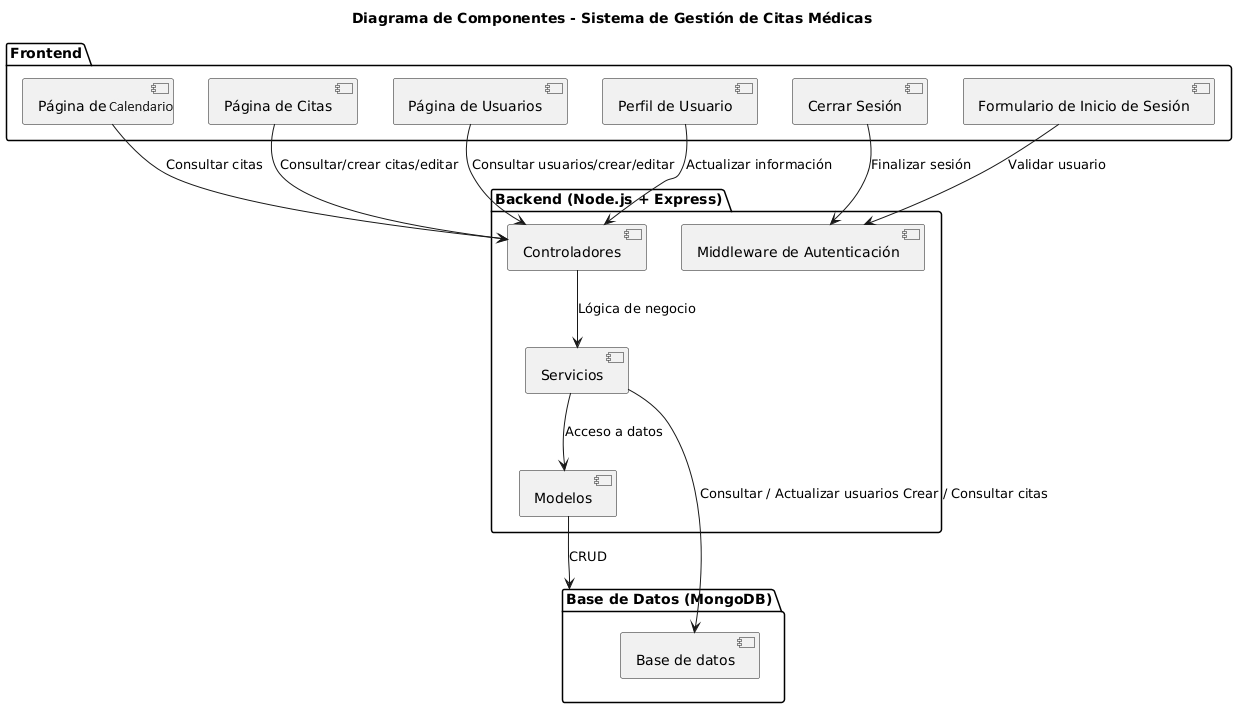 Diagrama de Componentes - Sistema de Gestión de Citas Médicas
Frontend
Página de Calendario
Página de Citas
Página de Usuarios
Perfil de Usuario
Cerrar Sesión
Formulario de Inicio de Sesión
Consultar citas
Consultar/crear citas/editar
Consultar usuarios/crear/editar
Actualizar información
Finalizar sesión
Validar usuario
Backend (Node.js + Express)
Controladores
Middleware de Autenticación
Lógica de negocio
Servicios
Acceso a datos
Modelos
Consultar / Actualizar usuarios Crear / Consultar citas
CRUD
Base de Datos (MongoDB)
Base de datos